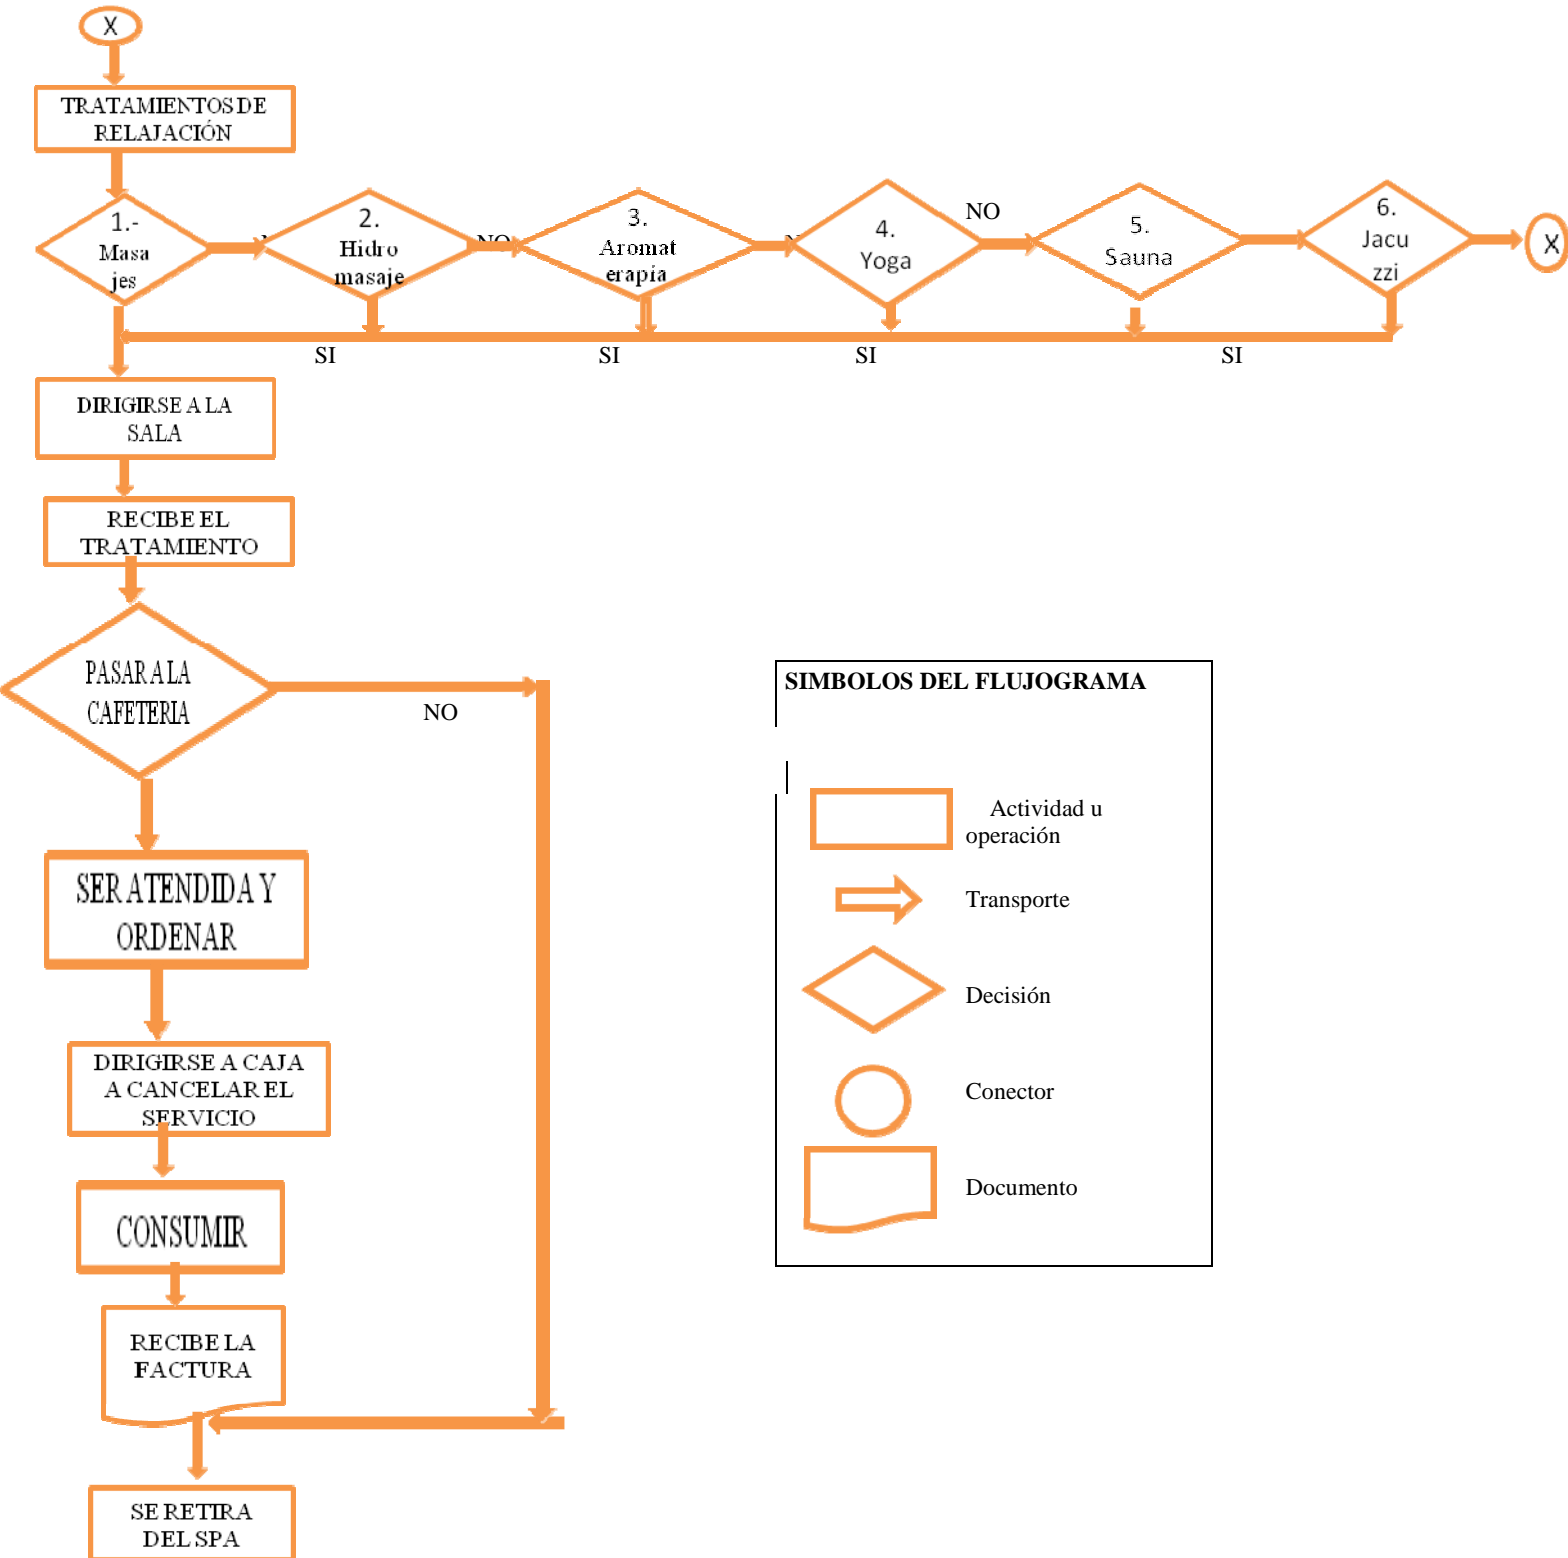 X
TRATAMIENTOS DE
RELAJACIÓN
1.-
Masa
jes
2.
Hidro
masaje
NO
3.
Aromat
erapia
4.
Yoga
NO
5.
Sauna
6.
Jacu
zzi
X
SI
SI
SI
SI
DIRIGIRSE A LA
SALA
RECIBE EL
TRATAMIENTO
PASAR A LA
CAFETERIA
NO
SER ATENDIDA Y
ORDENAR
DIRIGIRSE A CAJA
A CANCELAR EL
SERVICIO
CONSUMIR
RECIBE LA
FACTURA
SE RETIRA
DEL SPA
SIMBOLOS DEL FLUJOGRAMA
Actividad u
operación
Transporte
Decisión
Conector
Documento